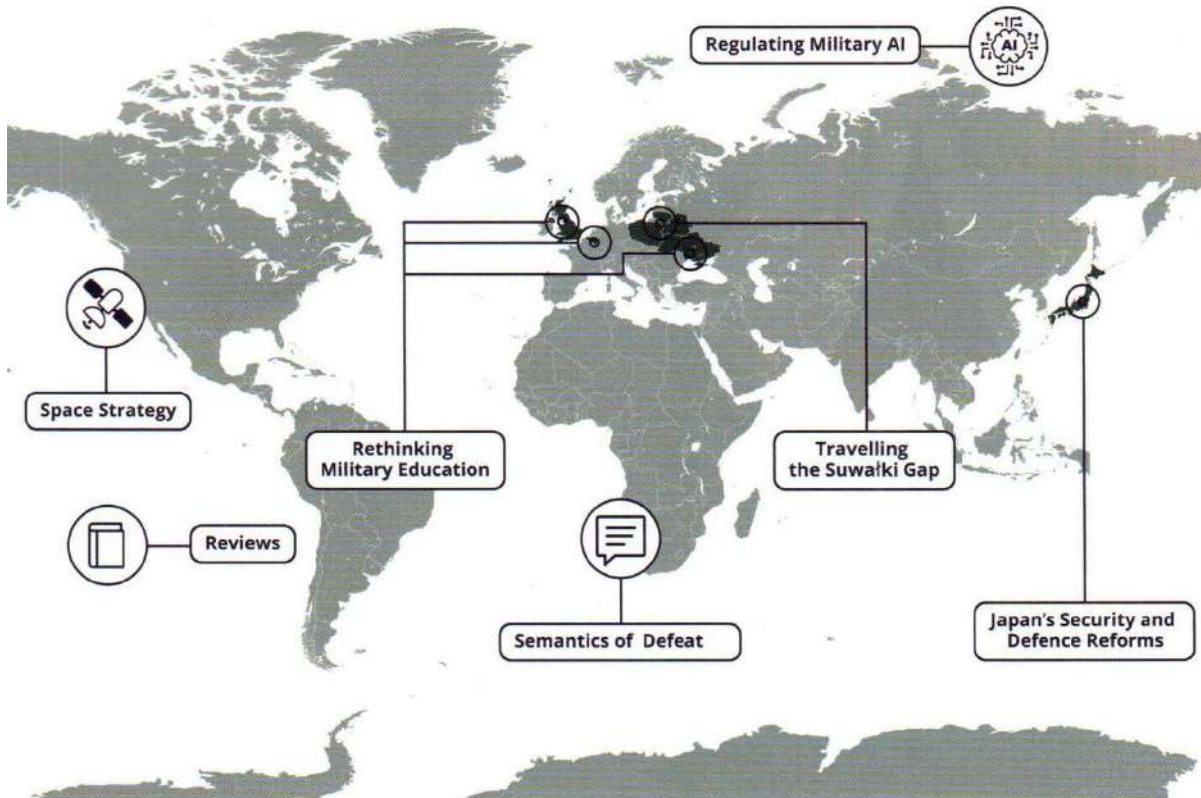 Regulating Military AI
AI
Space Strategy
Rethinking
Military Education
Travelling
the Suwałki Gap
Reviews
Semantics of Defeat
Japan's Security and
Defence Reforms